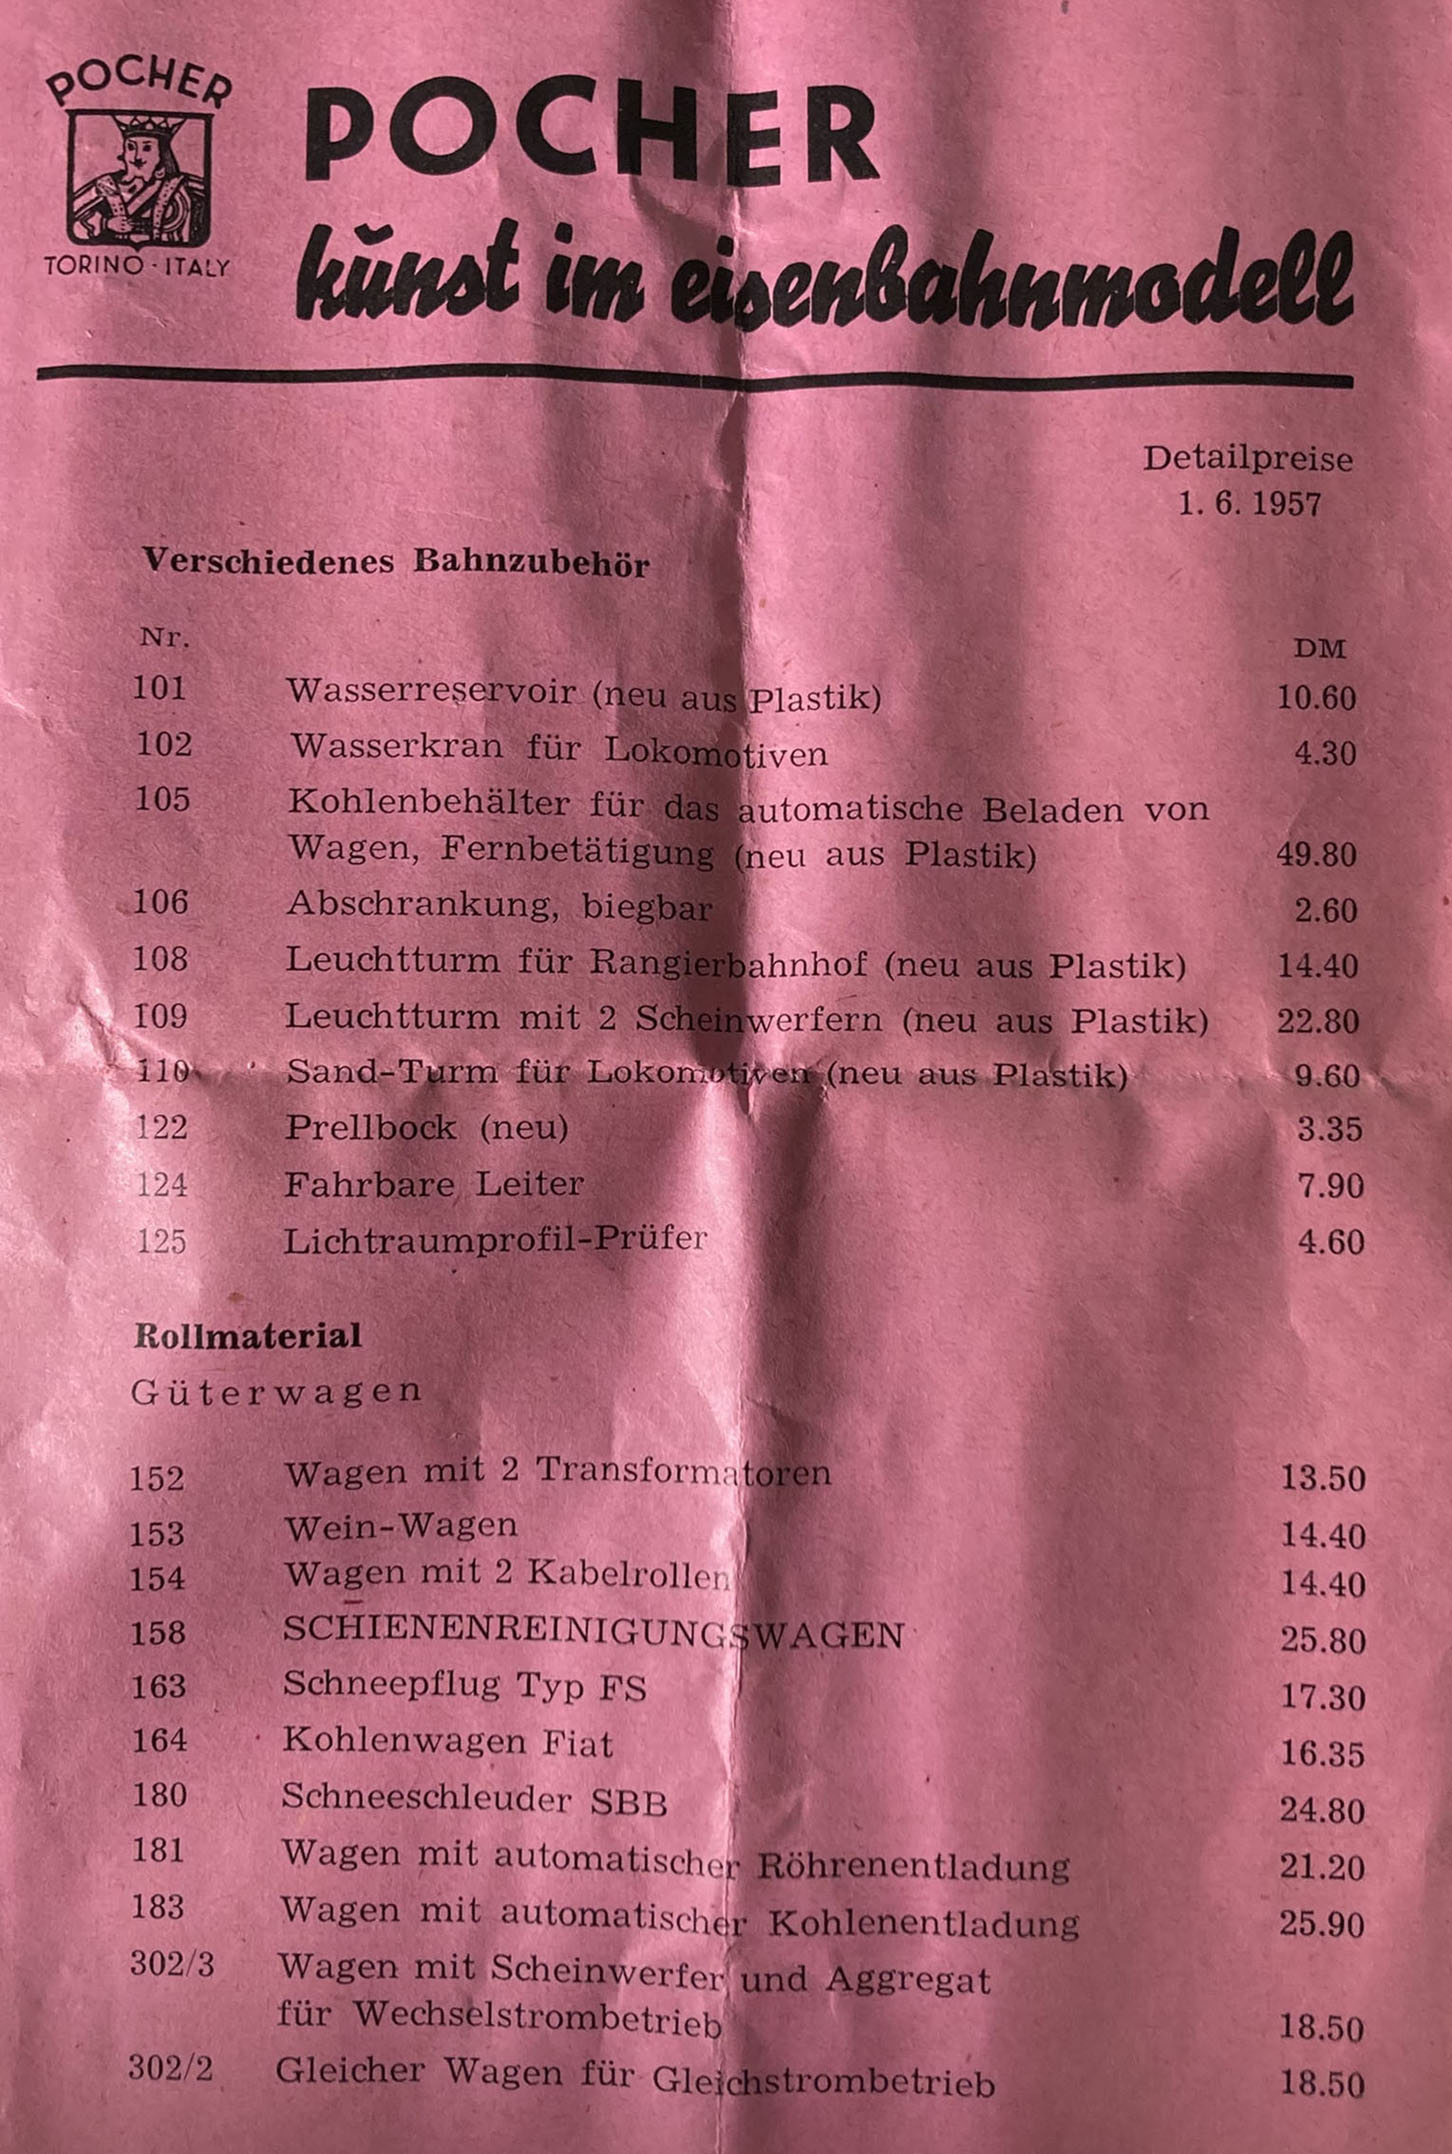 POCHER
TORINO · ITALY
POCHER
kunst im eisenbahnmodell
Detailpreise
1. 6. 1957
Verschiedenes Bahnzubehör
Nr. DM
101 Wasserreservoir (neu aus Plastik) 10.60
102 Wasserkran für Lokomotiven 4.30
105 Kohlenbehälter für das automatische Beladen von
Wagen, Fernbetätigung (neu aus Plastik) 49.80
106 Abschrankung, biegbar 2.60
108 Leuchtturm für Rangierbahnhof (neu aus Plastik) 14.40
109 Leuchtturm mit 2 Scheinwerfern (neu aus Plastik) 22.80
110 Sand-Turm für Lokomotiven (neu aus Plastik) 9.60
122 Prellbock (neu) 3.35
124 Fahrbare Leiter 7.90
125 Lichtraumprofil-Prüfer 4.60
Rollmaterial
Güterwagen
152 Wagen mit 2 Transformatoren 13.50
153 Wein-Wagen 14.40
154 Wagen mit 2 Kabelrollen 14.40
158 SCHIENENREINIGUNGSWAGEN 25.80
163 Schneepflug Typ FS 17.30
164 Kohlenwagen Fiat 16.35
180 Schneeschleuder SBB 24.80
181 Wagen mit automatischer Röhrenentladung 21.20
183 Wagen mit automatischer Kohlenentladung 25.90
302/3 Wagen mit Scheinwerfer und Aggregat
für Wechselstrombetrieb 18.50
302/2 Gleicher Wagen für Gleichstrombetrieb 18.50